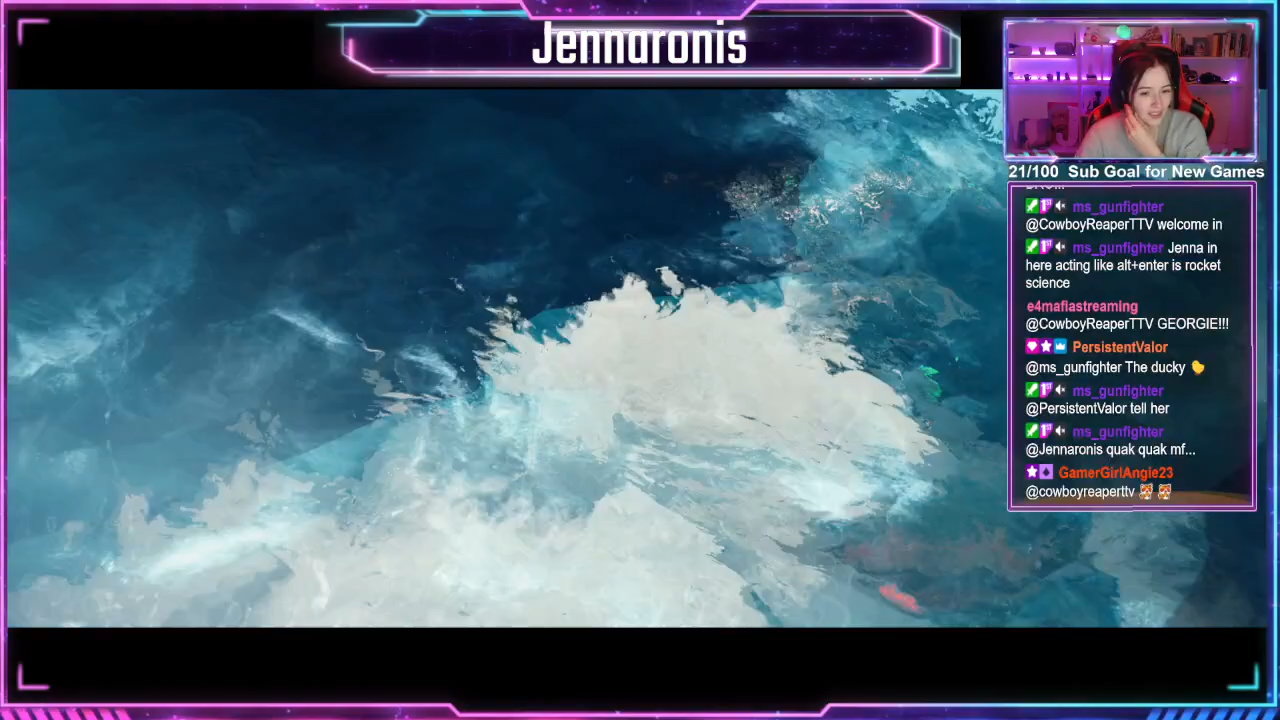 Jennaronis
21/100 Sub Goal for New Games
ms_gunfighter
@CowboyReaperTTV welcome in
ms_gunfighter Jenna in
here acting like alt+enter is rocket
science
e4mafiastreaming
@CowboyReaperTTV GEORGIE!!!
PersistentValor
@ms_gunfighter The ducky
ms_gunfighter
@PersistentValor tell her
ms_gunfighter
@Jennaronis quak quak mf...
GamerGirlAngie23
@cowboyreaperttv